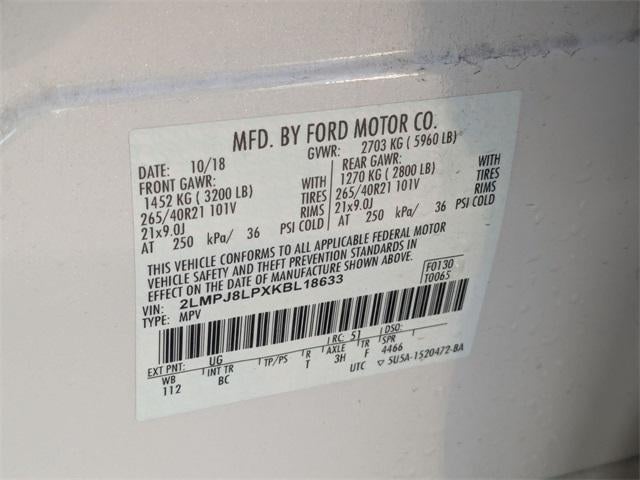 MFD. BY FORD MOTOR CO.
DATE: 10/18 GVWR: 2703 KG ( 5960 LB)
FRONT GAWR: WITH REAR GAWR: WITH
1452 KG ( 3200 LB) TIRES 1270 KG ( 2800 LB) TIRES
265/40R21 101V RIMS 265/40R21 101V RIMS
21x9.0J 21x9.0J
AT 250 kPa/ 36 PSI COLD AT 250 kPa/ 36 PSI COLD
THIS VEHICLE CONFORMS TO ALL APPLICABLE FEDERAL MOTOR
VEHICLE SAFETY AND THEFT PREVENTION STANDARDS IN
EFFECT ON THE DATE OF MANUFACTURE SHOWN ABOVE.
VIN: 2LMPJ8LPXKBL18633 F0130
TYPE: MPV T0065
RC: 51 DSO:
EXT PNT: UG TP/PS R AXLE TR SPR
WB INT TR T 3H F 4466
112 BC UTC ▽ 5U5A-1520472-BA